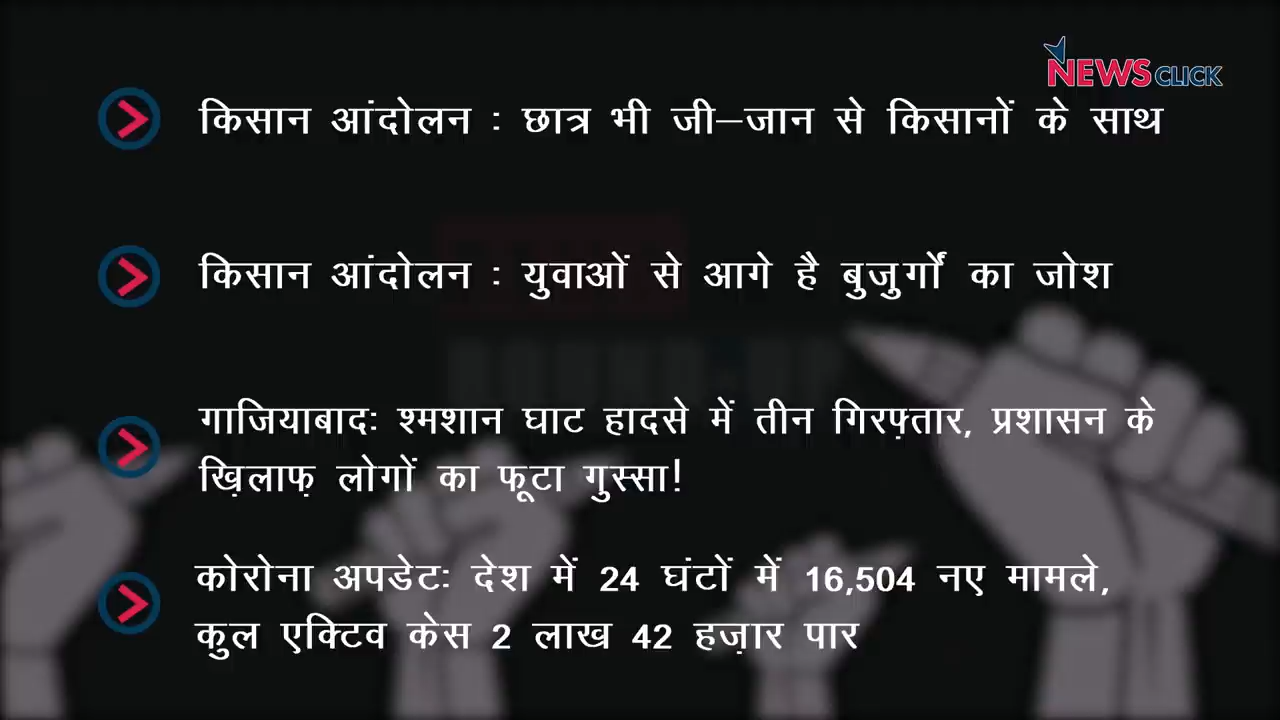 NEWSCLICK
किसान आंदोलन : छात्र भी जी–जान से किसानों के साथ
किसान आंदोलन : युवाओं से आगे है बुजुर्गों का जोश
गाजियाबादः श्मशान घाट हादसे में तीन गिरफ़्तार, प्रशासन के
ख़िलाफ़ लोगों का फूटा गुस्सा!
कोरोना अपडेटः देश में 24 घंटों में 16,504 नए मामले,
कुल एक्टिव केस 2 लाख 42 हज़ार पार